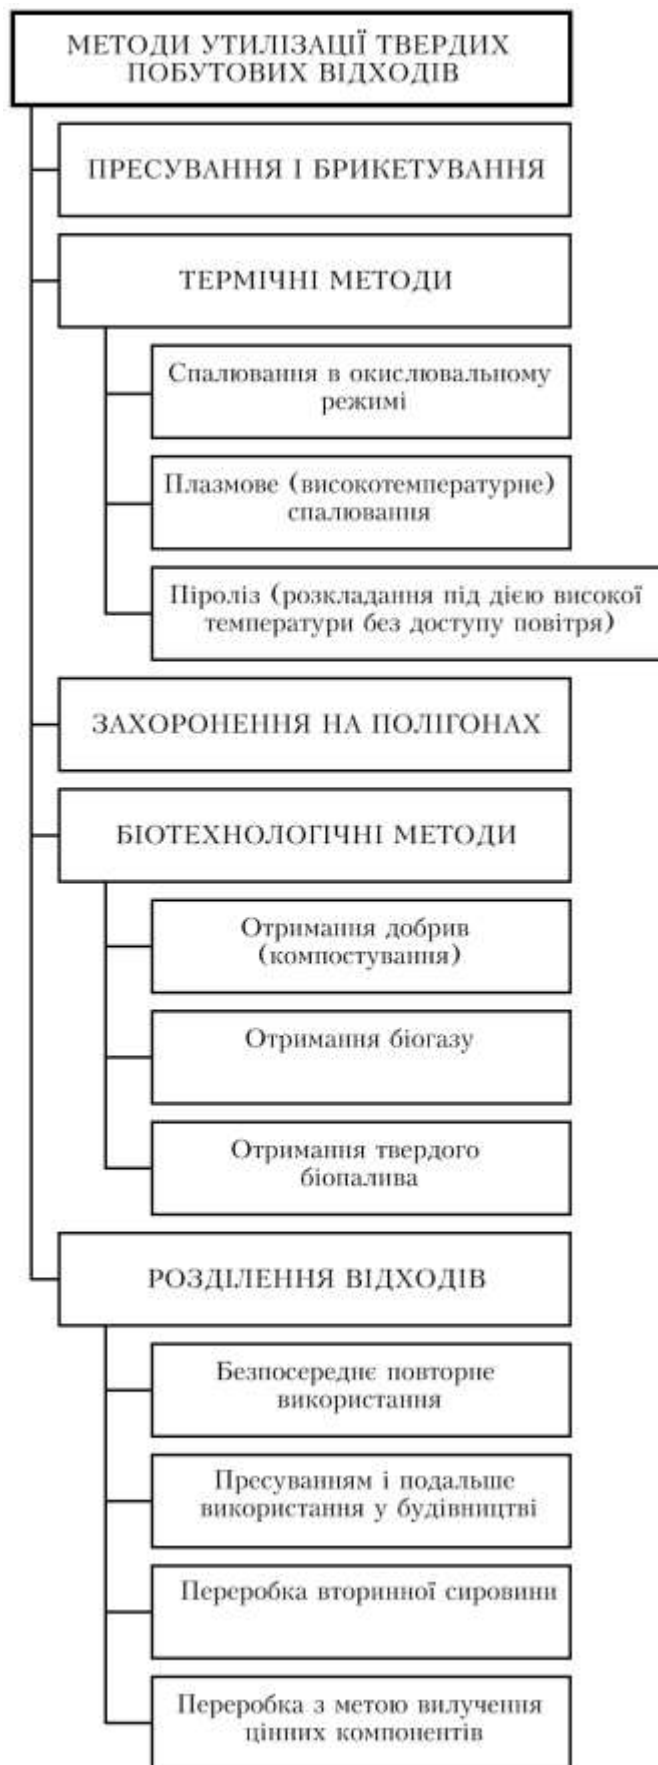 МЕТОДИ УТИЛІЗАЦІЇ ТВЕРДИХ
ПОБУТОВИХ ВІДХОДІВ
ПРЕСУВАННЯ І БРИКЕТУВАННЯ
ТЕРМІЧНІ МЕТОДИ
Спалювання в окислювальному
режимі
Плазмове (високотемпературне)
спалювання
Піроліз (розкладання під дією високої
температури без доступу повітря)
ЗАХОРОНЕННЯ НА ПОЛІГОНАХ
БІОТЕХНОЛОГІЧНІ МЕТОДИ
Отримання добрив
(компостування)
Отримання біогазу
Отримання твердого
біопалива
РОЗДІЛЕННЯ ВІДХОДІВ
Безпосереднє повторне
використання
Пресуванням і подальше
використання у будівництві
Переробка вторинної сировини
Переробка з метою вилучення
цінних компонентів